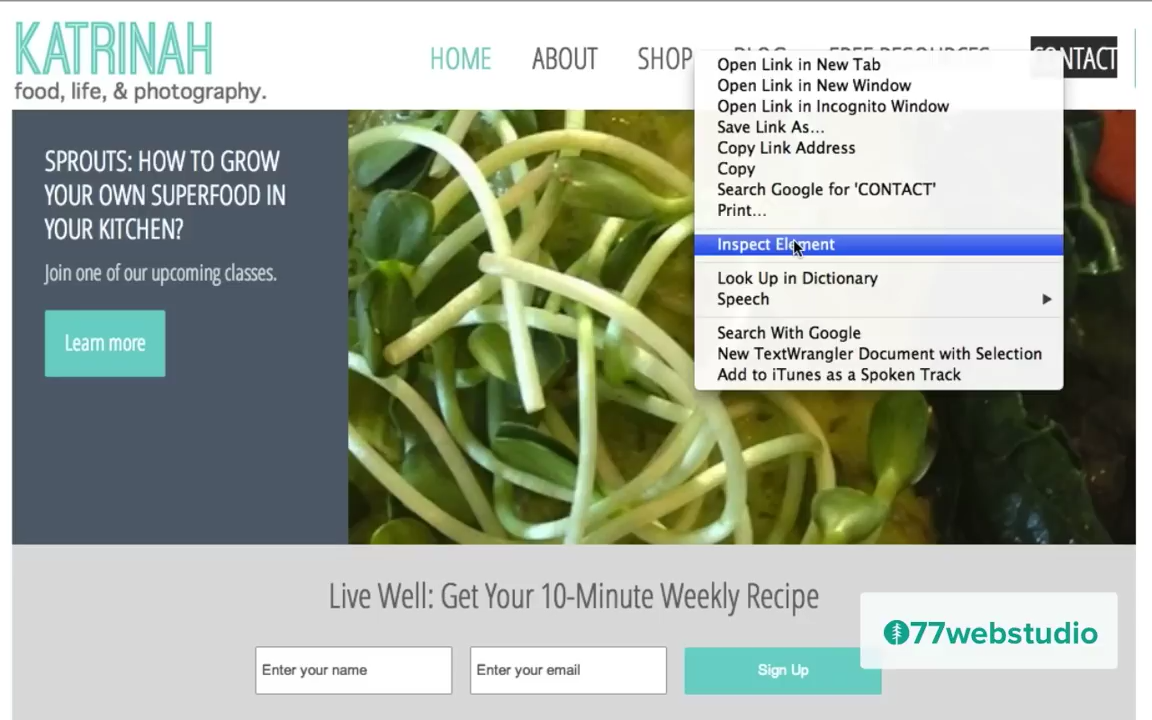 KATRINAH
food, life, & photography.
HOME ABOUT SHOP BLOG FREE RESOURCES CONTACT
SPROUTS: HOW TO GROW
YOUR OWN SUPERFOOD IN
YOUR KITCHEN?
Join one of our upcoming classes.
Learn more
Open Link in New Tab
Open Link in New Window
Open Link in Incognito Window
Save Link As...
Copy Link Address
Copy
Search Google for 'CONTACT'
Print...
Inspect Element
Look Up in Dictionary
Speech
Search With Google
New TextWrangler Document with Selection
Add to iTunes as a Spoken Track
Live Well: Get Your 10-Minute Weekly Recipe
Enter your name
Enter your email
Sign Up
77webstudio